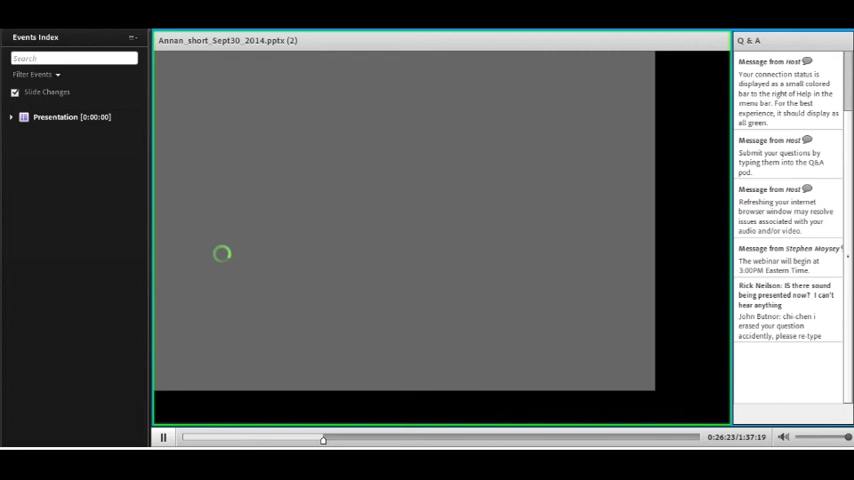 Events Index
Search
Filter Events
Slide Changes
Presentation [0:00:00]
Annan_short_Sept30_2014.pptx (2)
0:26:23/1:37:19
Q & A
Message from Host
Your connection status is
displayed as a small colored
bar to the right of Help in the
menu bar. For the best
experience, it should display as
all green.
Message from Host
Submit your questions by
typing them into the Q&A
pod.
Message from Host
Refreshing your internet
browser window may resolve
issues associated with your
audio and/or video.
Message from Stephen Moysey
The webinar will begin at
3:00PM Eastern Time.
Rick Neilson: IS there sound
being presented now? I can't
hear anything
John Butnor: chi-chen i
erased your question
accidently, please re-type